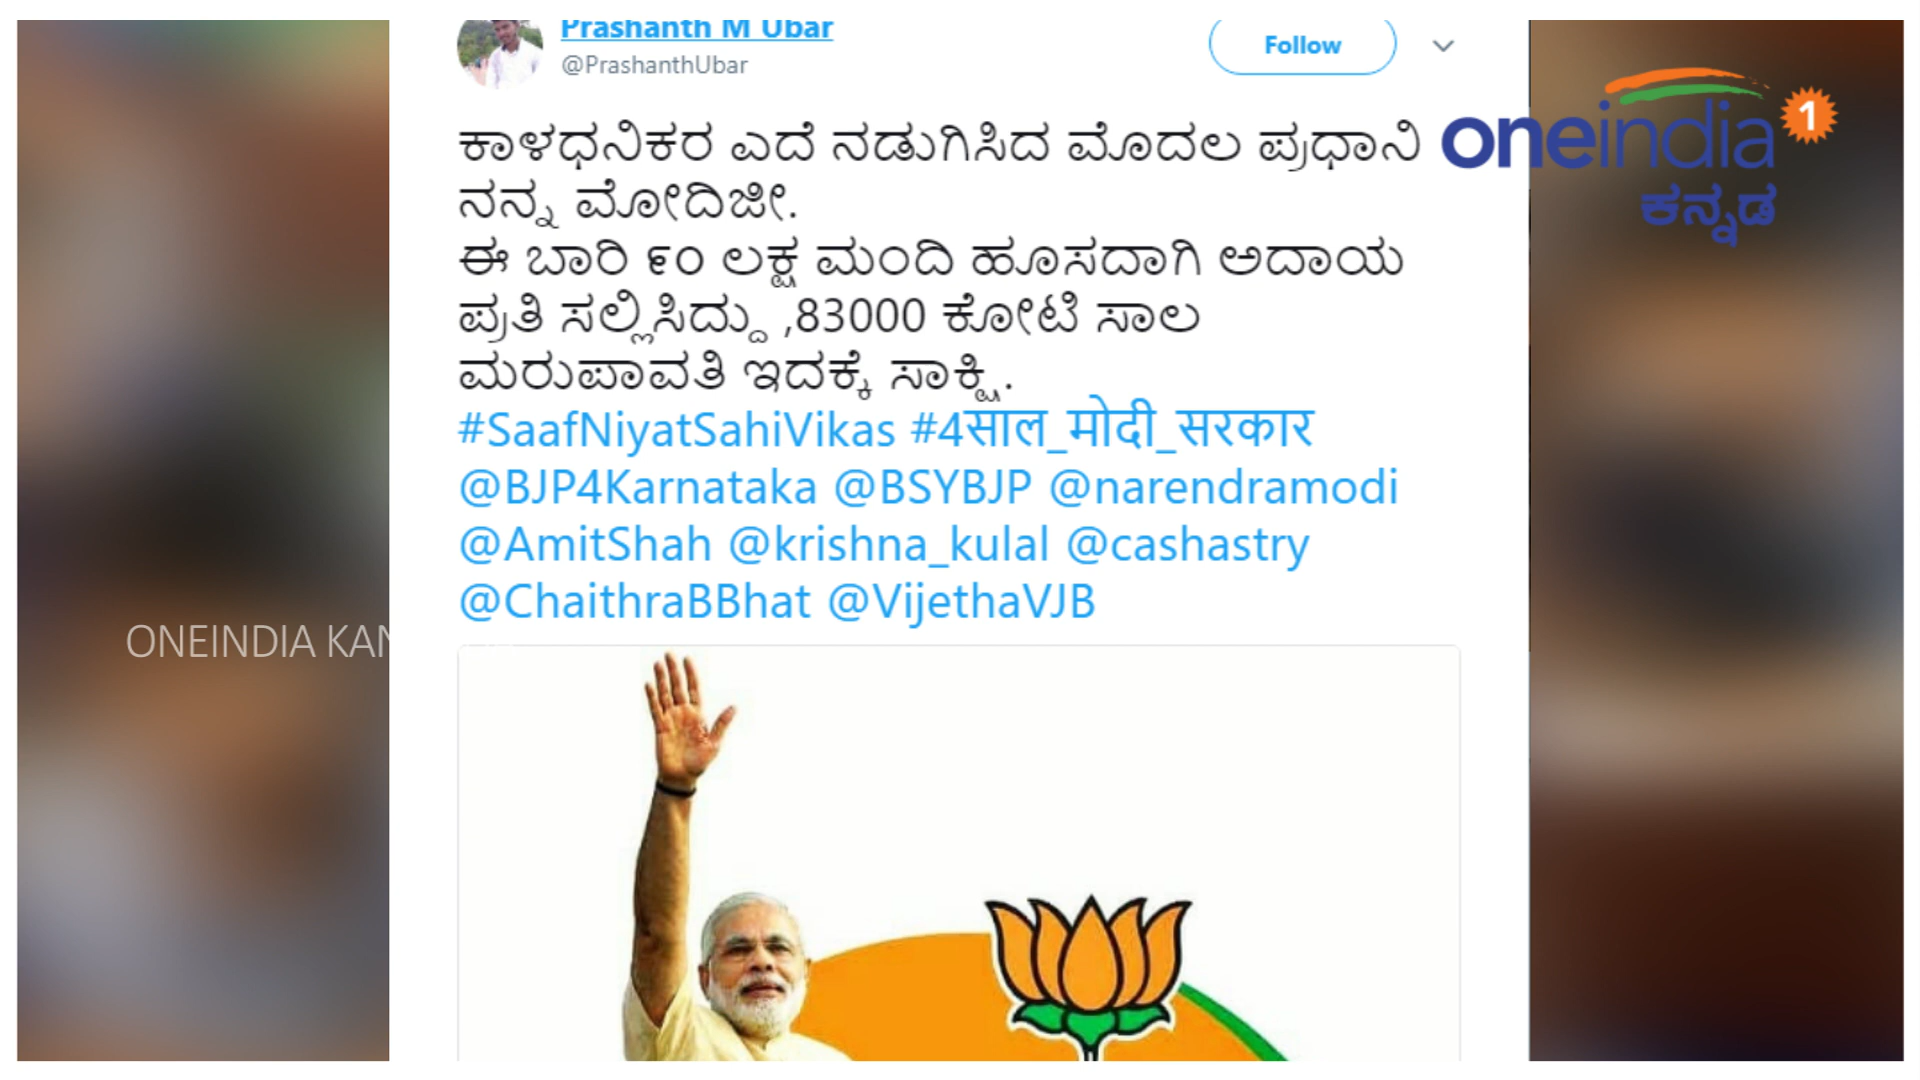 Prashanth M Ubar
@PrashanthUbar
Follow
ಕಾಳಧನಿಕರ ಎದೆ ನಡುಗಿಸಿದ ಮೊದಲ ಪ್ರಧಾನಿ
ನನ್ನ ಮೋದಿಜೀ.
ಈ ಬಾರಿ ೯೦ ಲಕ್ಷ ಮಂದಿ ಹೂಸದಾಗಿ ಅದಾಯ
ಪ್ರತಿ ಸಲ್ಲಿಸಿದ್ದು ,83000 ಕೋಟಿ ಸಾಲ
ಮರುಪಾವತಿ ಇದಕ್ಕೆ ಸಾಕ್ಷಿ.
#SaafNiyatSahiVikas #4साल_मोदी_सरकार
@BJP4Karnataka @BSYBJP @narendramodi
@AmitShah @krishna_kulal @cashastry
@ChaithraBBhat @VijethaVJB
oneindia 1
ಕನ್ನಡ
ONEINDIA KAN